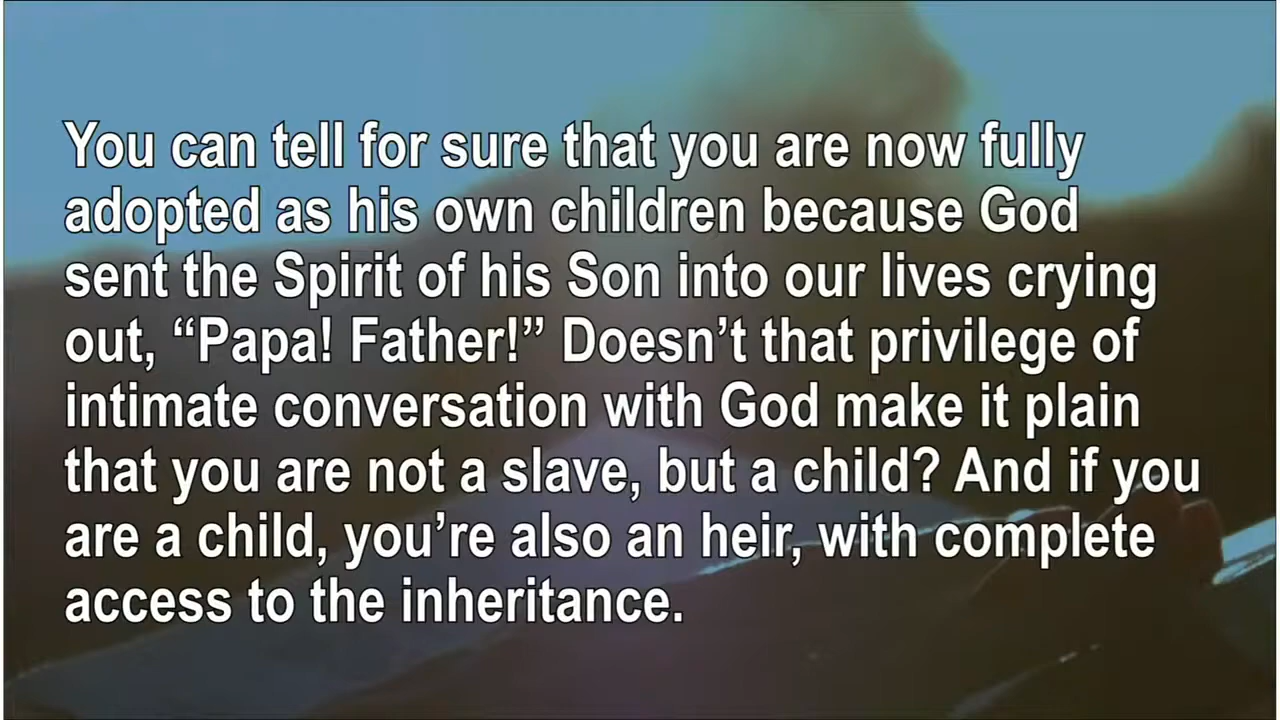 You can tell for sure that you are now fully
adopted as his own children because God
sent the Spirit of his Son into our lives crying
out, “Papa! Father!” Doesn’t that privilege of
intimate conversation with God make it plain
that you are not a slave, but a child? And if you
are a child, you’re also an heir, with complete
access to the inheritance.